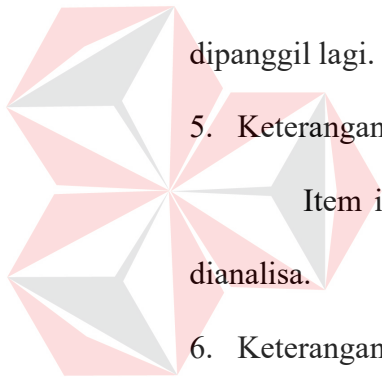 dipanggil lagi.
5. Keterangan
Item i
dianalisa.
6. Keterangan